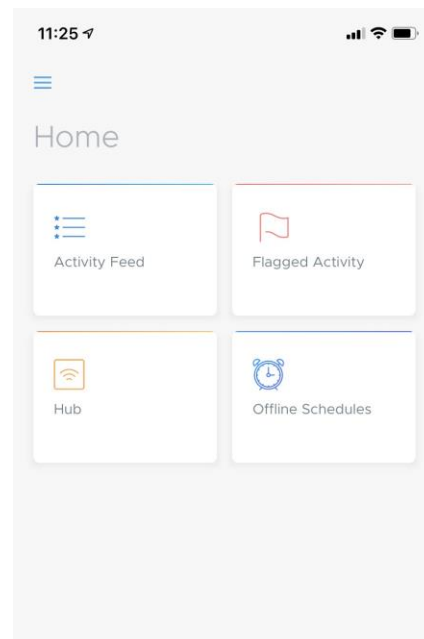 11:25
Home
Activity Feed
Flagged Activity
Hub
Offline Schedules